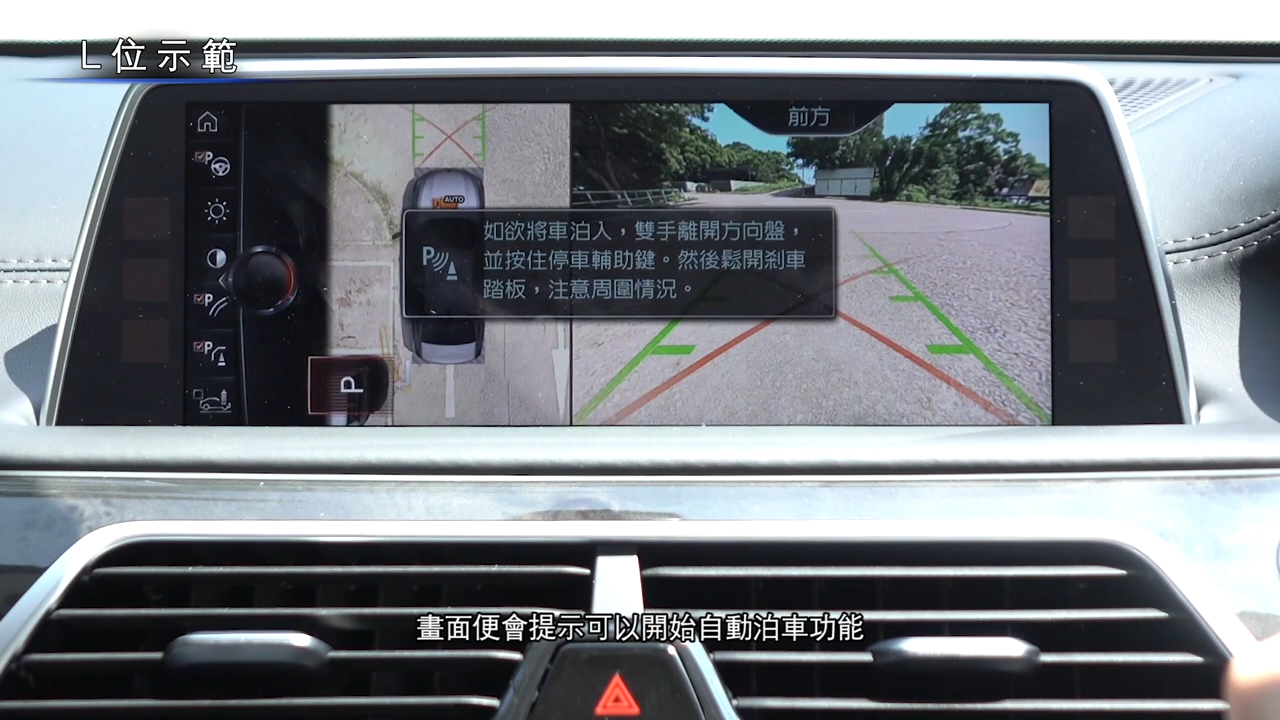 L位示範
前方
P
AUTO
如欲將車泊入，雙手離開方向盤，
並按住停車輔助鍵。然後鬆開剎車
踏板，注意周圍情況。
P
P
P
P
畫面便會提示可以開始自動泊車功能